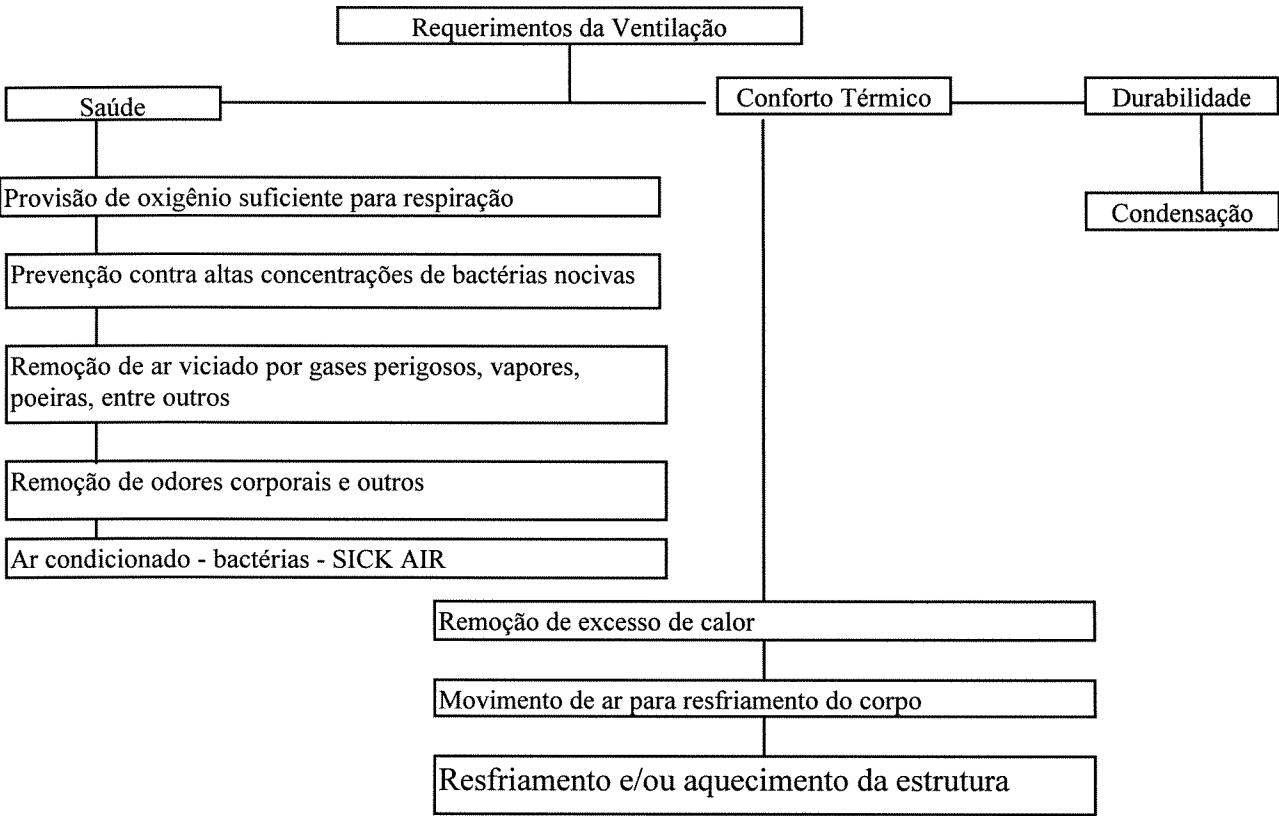 Requerimentos da Ventilação
Saúde
Conforto Térmico
Durabilidade
Provisão de oxigênio suficiente para respiração
Condensação
Prevenção contra altas concentrações de bactérias nocivas
Remoção de ar viciado por gases perigosos, vapores,
poeiras, entre outros
Remoção de odores corporais e outros
Ar condicionado - bactérias - SICK AIR
Remoção de excesso de calor
Movimento de ar para resfriamento do corpo
Resfriamento e/ou aquecimento da estrutura